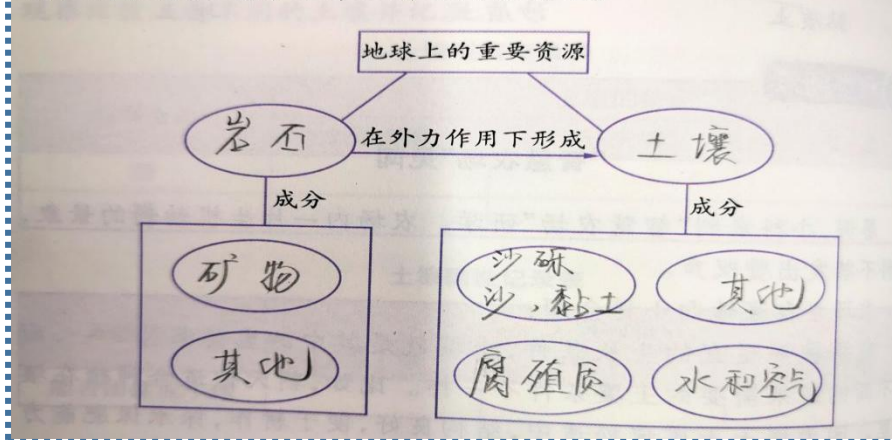 地球上的重要资源
岩石
在外力作用下形成
土壤
成分
成分
矿物
沙砾
沙,黏土
其他
其他
腐殖质
水和空气